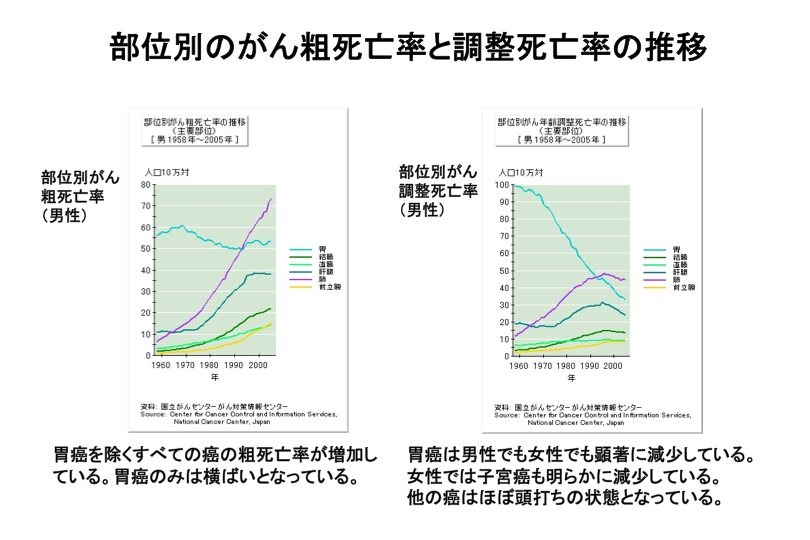 部位別のがん粗死亡率と調整死亡率の推移
部位別がん粗死亡率の推移
（主要部位）
[ 男1958年～2005年 ]
部位別がん
粗死亡率
（男性）
人口10万対
80
70
60
50
40
30
20
10
0
1960 1970 1980 1990 2000
年
胃
結腸
直腸
肝臓
肺
前立腺
資料: 国立がんセンターがん対策情報センター
Source: Center for Cancer Control and Information Services,
National Cancer Center, Japan
胃癌を除くすべての癌の粗死亡率が増加し
ている。胃癌のみは横ばいとなっている。
部位別がん年齢調整死亡率の推移
（主要部位）
[ 男1958年～2005年 ]
部位別がん
調整死亡率
（男性）
人口10万対
100
90
80
70
60
50
40
30
20
10
0
1960 1970 1980 1990 2000
年
胃
結腸
直腸
肝臓
肺
前立腺
資料: 国立がんセンターがん対策情報センター
Source: Center for Cancer Control and Information Services,
National Cancer Center, Japan
胃癌は男性でも女性でも顕著に減少している。
女性では子宮癌も明らかに減少している。
他の癌はほぼ頭打ちの状態となっている。